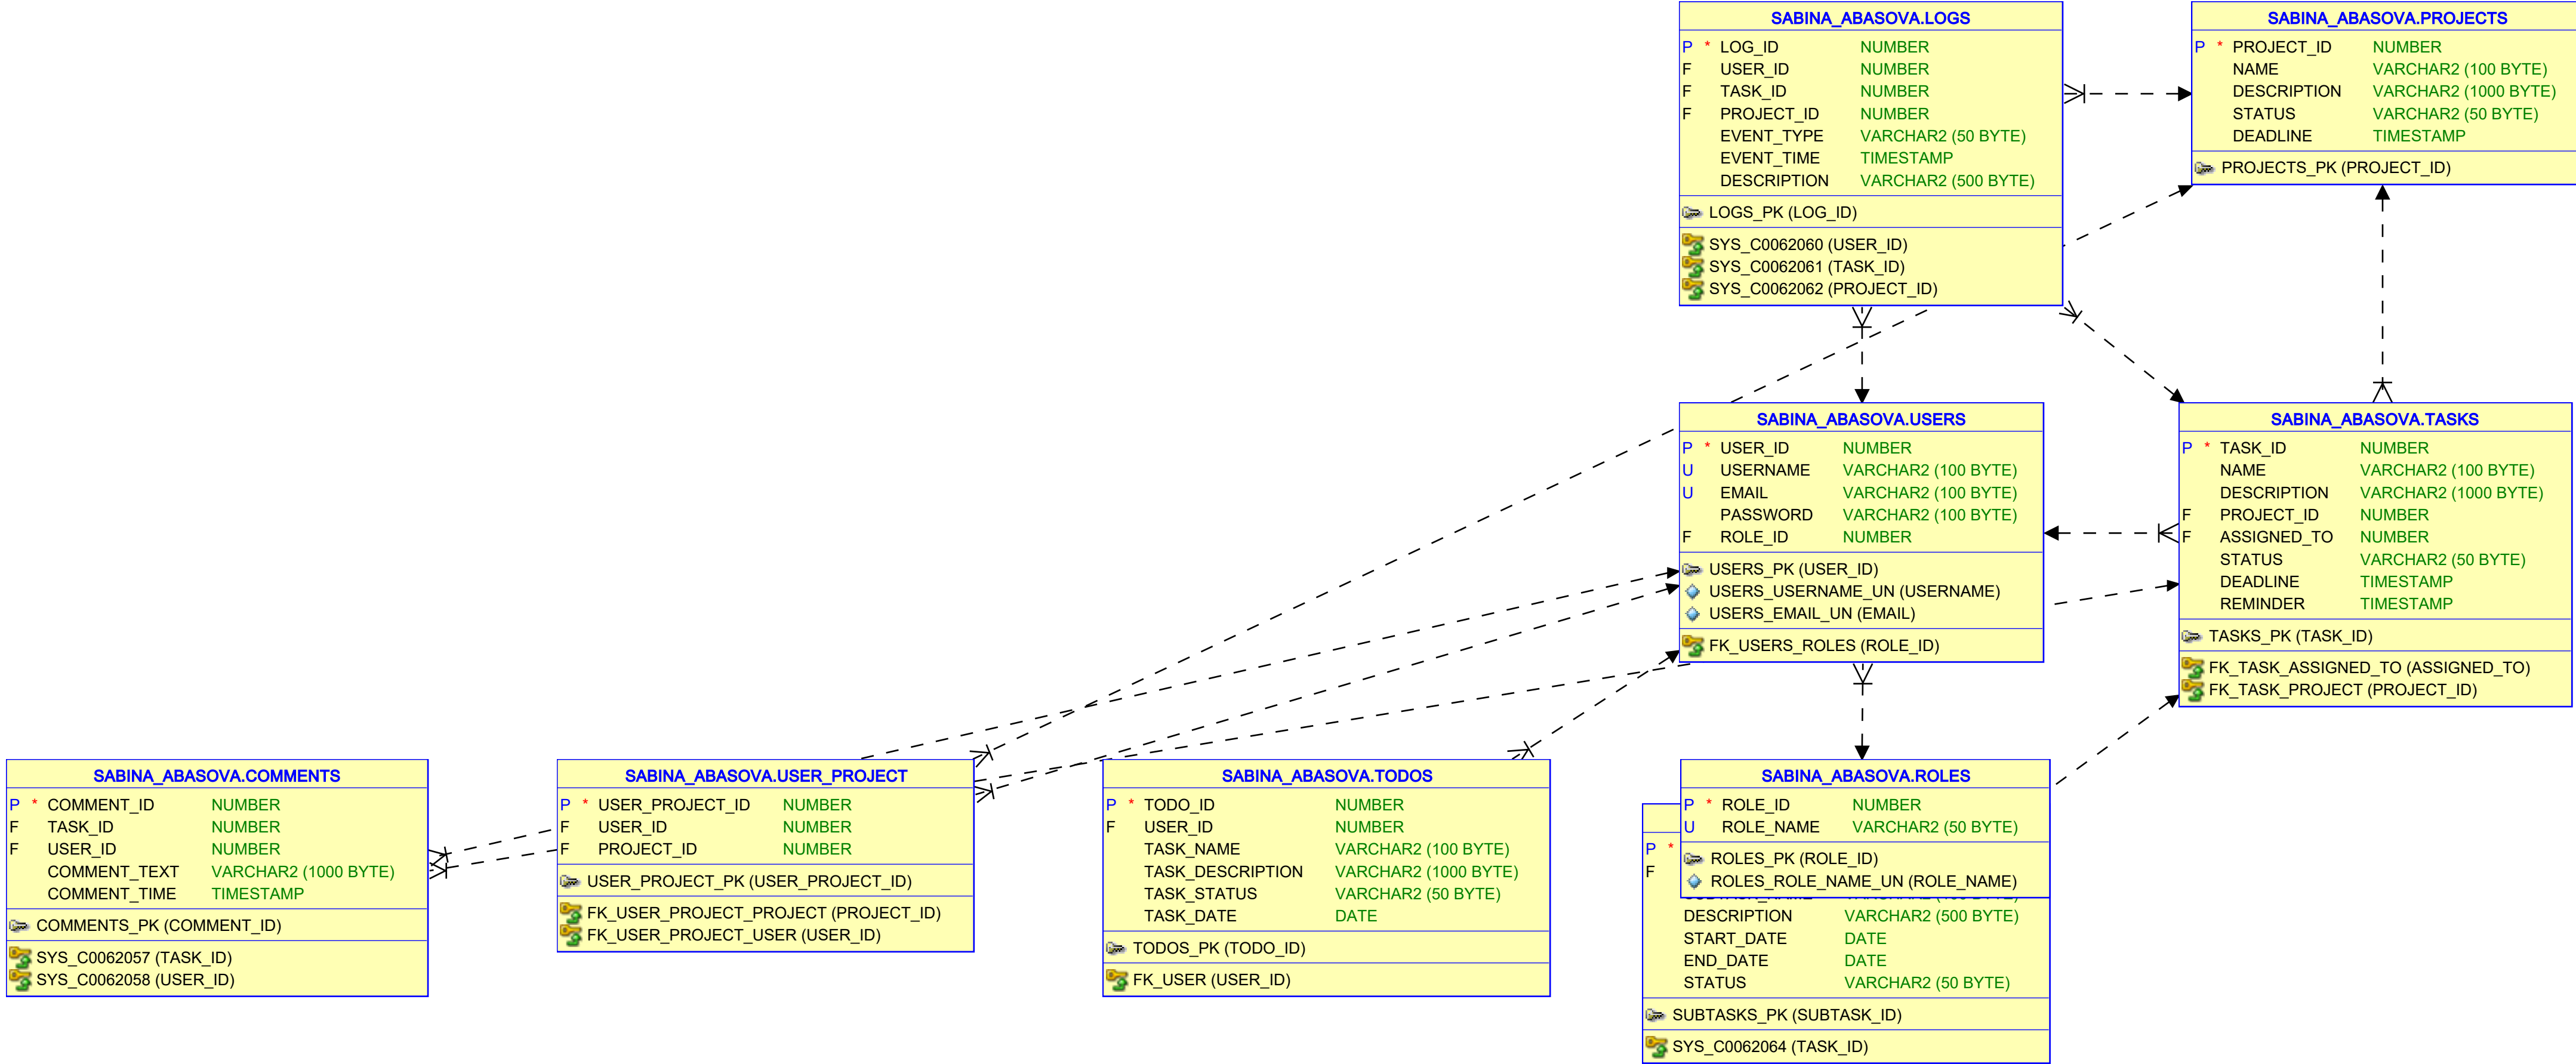 SABINA_ABASOVA.LOGS
P * LOG_ID NUMBER
F USER_ID NUMBER
F TASK_ID NUMBER
F PROJECT_ID NUMBER
EVENT_TYPE VARCHAR2 (50 BYTE)
EVENT_TIME TIMESTAMP
DESCRIPTION VARCHAR2 (500 BYTE)
LOGS_PK (LOG_ID)
SYS_C0062060 (USER_ID)
SYS_C0062061 (TASK_ID)
SYS_C0062062 (PROJECT_ID)
SABINA_ABASOVA.PROJECTS
P * PROJECT_ID NUMBER
NAME VARCHAR2 (100 BYTE)
DESCRIPTION VARCHAR2 (1000 BYTE)
STATUS VARCHAR2 (50 BYTE)
DEADLINE TIMESTAMP
PROJECTS_PK (PROJECT_ID)
SABINA_ABASOVA.USERS
P * USER_ID NUMBER
U USERNAME VARCHAR2 (100 BYTE)
U EMAIL VARCHAR2 (100 BYTE)
PASSWORD VARCHAR2 (100 BYTE)
F ROLE_ID NUMBER
USERS_PK (USER_ID)
USERS_USERNAME_UN (USERNAME)
USERS_EMAIL_UN (EMAIL)
FK_USERS_ROLES (ROLE_ID)
SABINA_ABASOVA.TASKS
P * TASK_ID NUMBER
NAME VARCHAR2 (100 BYTE)
DESCRIPTION VARCHAR2 (1000 BYTE)
F PROJECT_ID NUMBER
F ASSIGNED_TO NUMBER
STATUS VARCHAR2 (50 BYTE)
DEADLINE TIMESTAMP
REMINDER TIMESTAMP
TASKS_PK (TASK_ID)
FK_TASK_ASSIGNED_TO (ASSIGNED_TO)
FK_TASK_PROJECT (PROJECT_ID)
SABINA_ABASOVA.COMMENTS
P * COMMENT_ID NUMBER
F TASK_ID NUMBER
F USER_ID NUMBER
COMMENT_TEXT VARCHAR2 (1000 BYTE)
COMMENT_TIME TIMESTAMP
COMMENTS_PK (COMMENT_ID)
SYS_C0062057 (TASK_ID)
SYS_C0062058 (USER_ID)
SABINA_ABASOVA.USER_PROJECT
P * USER_PROJECT_ID NUMBER
F USER_ID NUMBER
F PROJECT_ID NUMBER
USER_PROJECT_PK (USER_PROJECT_ID)
FK_USER_PROJECT_PROJECT (PROJECT_ID)
FK_USER_PROJECT_USER (USER_ID)
SABINA_ABASOVA.TODOS
P * TODO_ID NUMBER
F USER_ID NUMBER
TASK_NAME VARCHAR2 (100 BYTE)
TASK_DESCRIPTION VARCHAR2 (1000 BYTE)
TASK_STATUS VARCHAR2 (50 BYTE)
TASK_DATE DATE
TODOS_PK (TODO_ID)
FK_USER (USER_ID)
SABINA_ABASOVA.ROLES
P * ROLE_ID NUMBER
U ROLE_NAME VARCHAR2 (50 BYTE)
ROLES_PK (ROLE_ID)
ROLES_ROLE_NAME_UN (ROLE_NAME)
P *
F
DESCRIPTION VARCHAR2 (500 BYTE)
START_DATE DATE
END_DATE DATE
STATUS VARCHAR2 (50 BYTE)
SUBTASKS_PK (SUBTASK_ID)
SYS_C0062064 (TASK_ID)